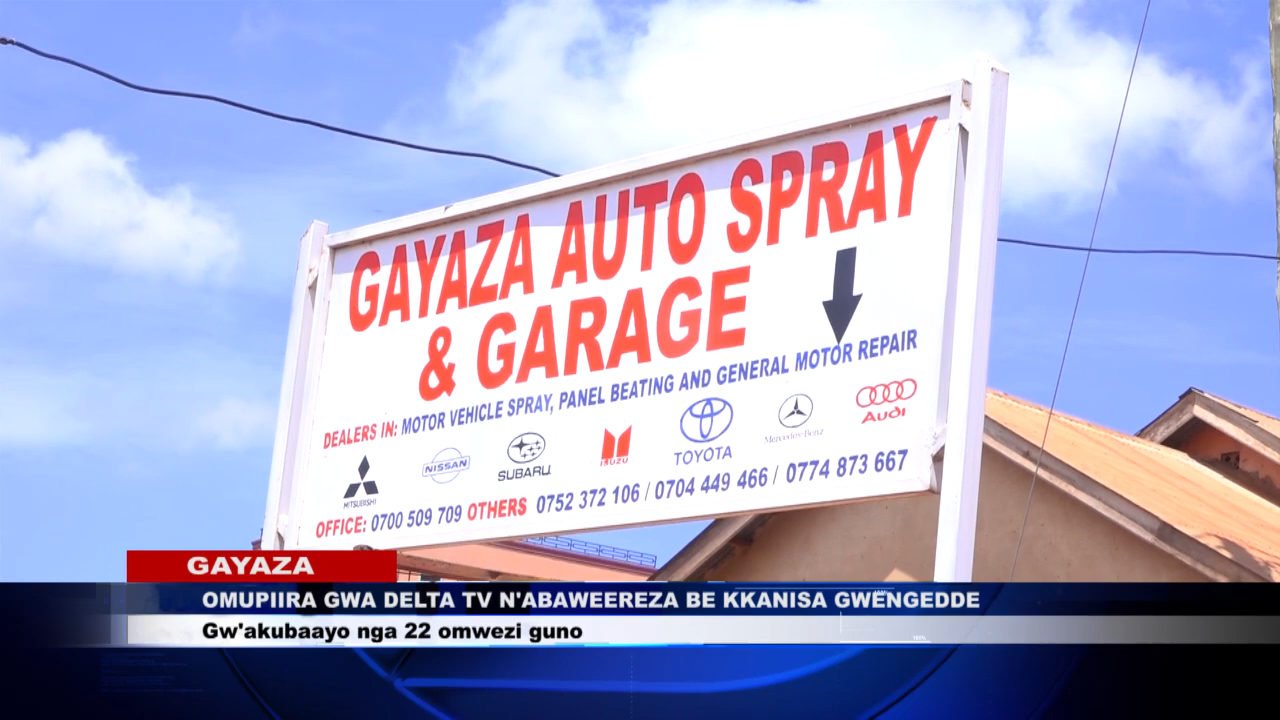 GAYAZA AUTO SPRAY
& GARAGE
DEALERS IN: MOTOR VEHICLE SPRAY, PANEL BEATING AND GENERAL MOTOR REPAIR
MITSUBISHI
NISSAN
SUBARU
ISUZU
TOYOTA
Mercedes-Benz
Audi
OFFICE: 0700 509 709 OTHERS 0752 372 106 / 0704 449 466 / 0774 873 667
GAYAZA
OMUPIIRA GWA DELTA TV N'ABAWEEREZA BE KKANISA GWENGEDDE
Gw'akubaayo nga 22 omwezi guno